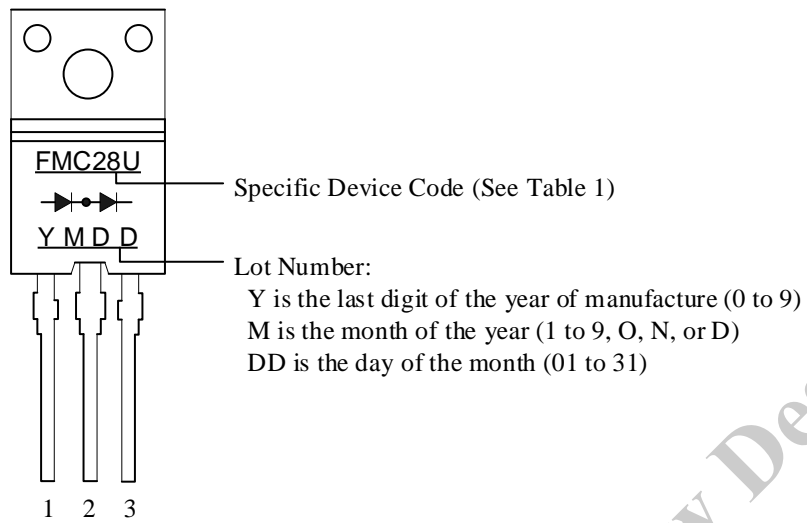 FMC28U
Specific Device Code (See Table 1)
Y M D D
Lot Number:
Y is the last digit of the year of manufacture (0 to 9)
M is the month of the year (1 to 9, O, N, or D)
DD is the day of the month (01 to 31)
1 2 3